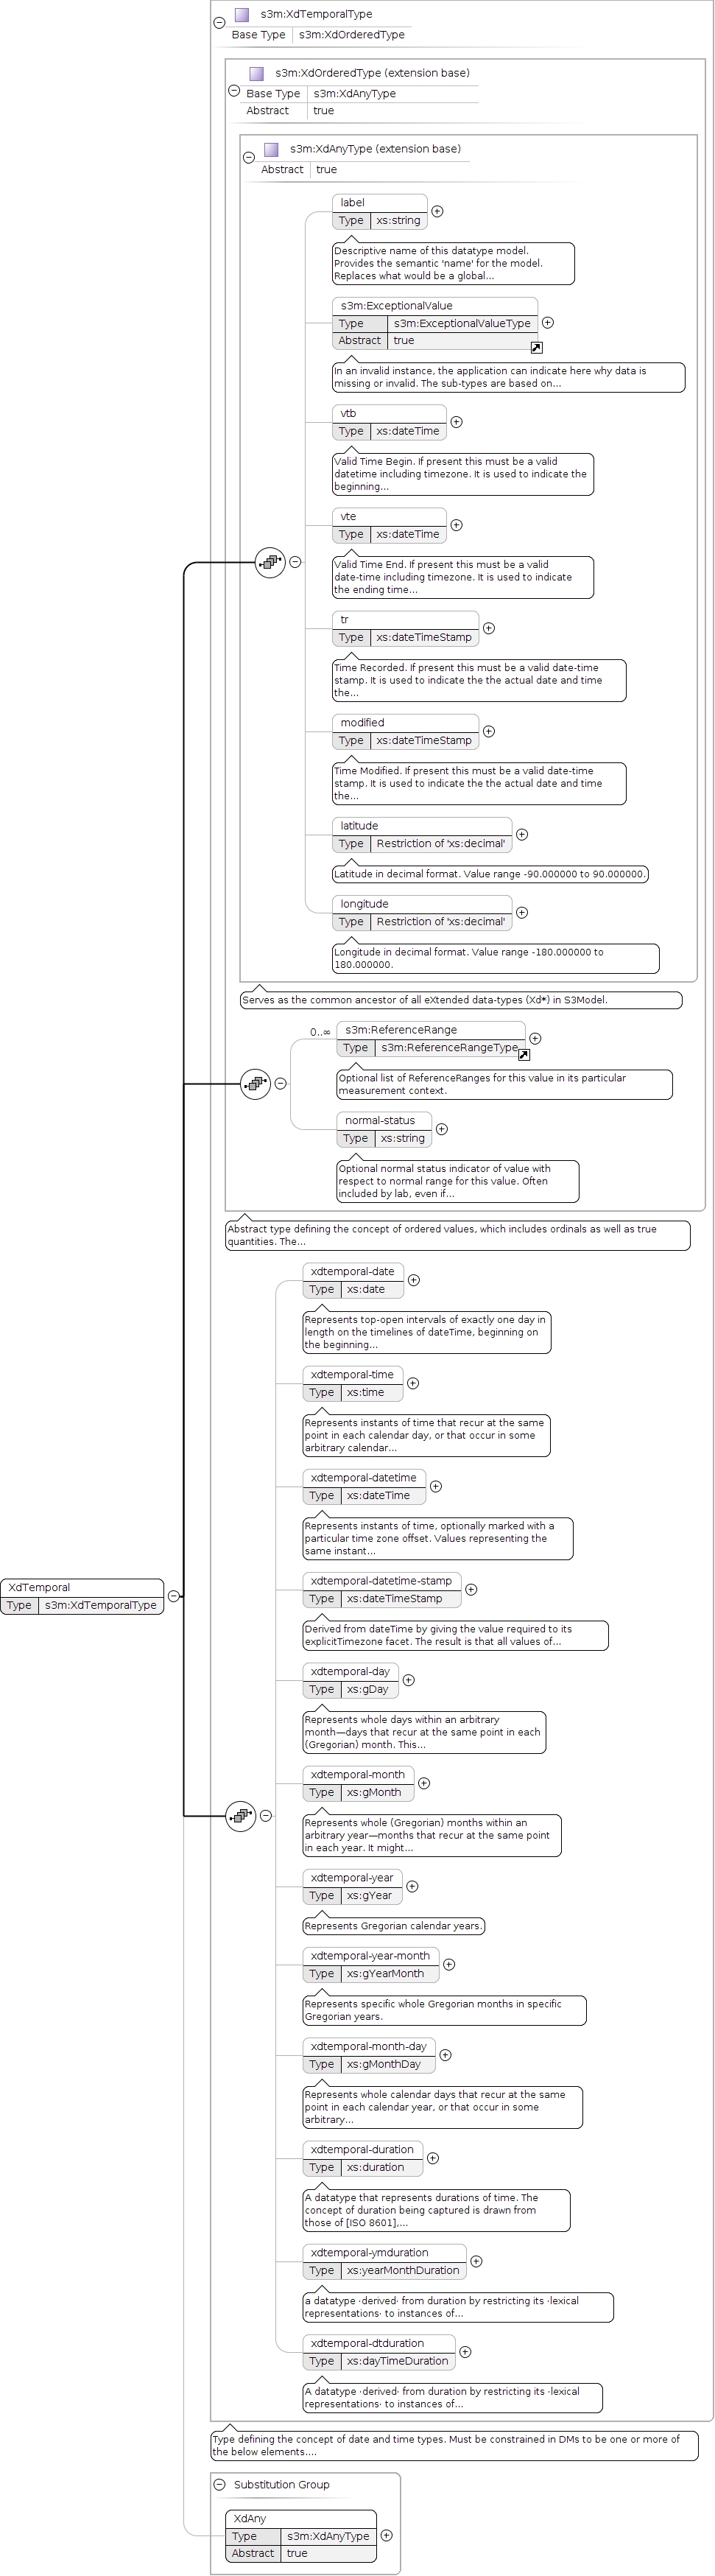 s3m:XdTemporalType
Base Type s3m:XdOrderedType
s3m:XdOrderedType (extension base)
Base Type s3m:XdAnyType
Abstract true
s3m:XdAnyType (extension base)
Abstract true
label
Type xs:string
Descriptive name of this datatype model.
Provides the semantic 'name' for the model.
Replaces what would be a global...
s3m:ExceptionalValue
Type s3m:ExceptionalValueType
Abstract true
In an invalid instance, the application can indicate here why data is
missing or invalid. The sub-types are based on...
vtb
Type xs:dateTime
Valid Time Begin. If present this must be a valid
datetime including timezone. It is used to indicate the
beginning...
vte
Type xs:dateTime
Valid Time End. If present this must be a valid
date-time including timezone. It is used to indicate
the ending time...
tr
Type xs:dateTimeStamp
Time Recorded. If present this must be a valid date-time
stamp. It is used to indicate the the actual date and time
the...
modified
Type xs:dateTimeStamp
Time Modified. If present this must be a valid date-time
stamp. It is used to indicate the the actual date and time
the...
latitude
Type Restriction of 'xs:decimal'
Latitude in decimal format. Value range -90.000000 to 90.000000.
longitude
Type Restriction of 'xs:decimal'
Longitude in decimal format. Value range -180.000000 to
180.000000.
Serves as the common ancestor of all eXtended data-types (Xd*) in S3Model.
0..∞
s3m:ReferenceRange
Type s3m:ReferenceRangeType
Optional list of ReferenceRanges for this value in its particular
measurement context.
normal-status
Type xs:string
Optional normal status indicator of value with
respect to normal range for this value. Often
included by lab, even if...
Abstract type defining the concept of ordered values, which includes ordinals as well as true
quantities. The...
xdtemporal-date
Type xs:date
Represents top-open intervals of exactly one day in
length on the timelines of dateTime, beginning on
the beginning...
xdtemporal-time
Type xs:time
Represents instants of time that recur at the same
point in each calendar day, or that occur in some
arbitrary calendar...
xdtemporal-datetime
Type xs:dateTime
Represents instants of time, optionally marked with a
particular time zone offset. Values representing the
same instant...
xdtemporal-datetime-stamp
Type xs:dateTimeStamp
Derived from dateTime by giving the value required to its
explicitTimezone facet. The result is that all values of...
XdTemporal
Type s3m:XdTemporalType
xdtemporal-day
Type xs:gDay
Represents whole days within an arbitrary
month—days that recur at the same point in each
(Gregorian) month. This...
xdtemporal-month
Type xs:gMonth
Represents whole (Gregorian) months within an
arbitrary year—months that recur at the same point
in each year. It might...
xdtemporal-year
Type xs:gYear
Represents Gregorian calendar years.
xdtemporal-year-month
Type xs:gYearMonth
Represents specific whole Gregorian months in specific
Gregorian years.
xdtemporal-month-day
Type xs:gMonthDay
Represents whole calendar days that recur at the same
point in each calendar year, or that occur in some
arbitrary...
xdtemporal-duration
Type xs:duration
A datatype that represents durations of time. The
concept of duration being captured is drawn from
those of [ISO 8601],...
xdtemporal-ymduration
Type xs:yearMonthDuration
a datatype ·derived· from duration by restricting its ·lexical
representations· to instances of...
xdtemporal-dtduration
Type xs:dayTimeDuration
A datatype ·derived· from duration by restricting its ·lexical
representations· to instances of...
Type defining the concept of date and time types. Must be constrained in DMs to be one or more of
the below elements....
Substitution Group
XdAny
Type s3m:XdAnyType
Abstract true